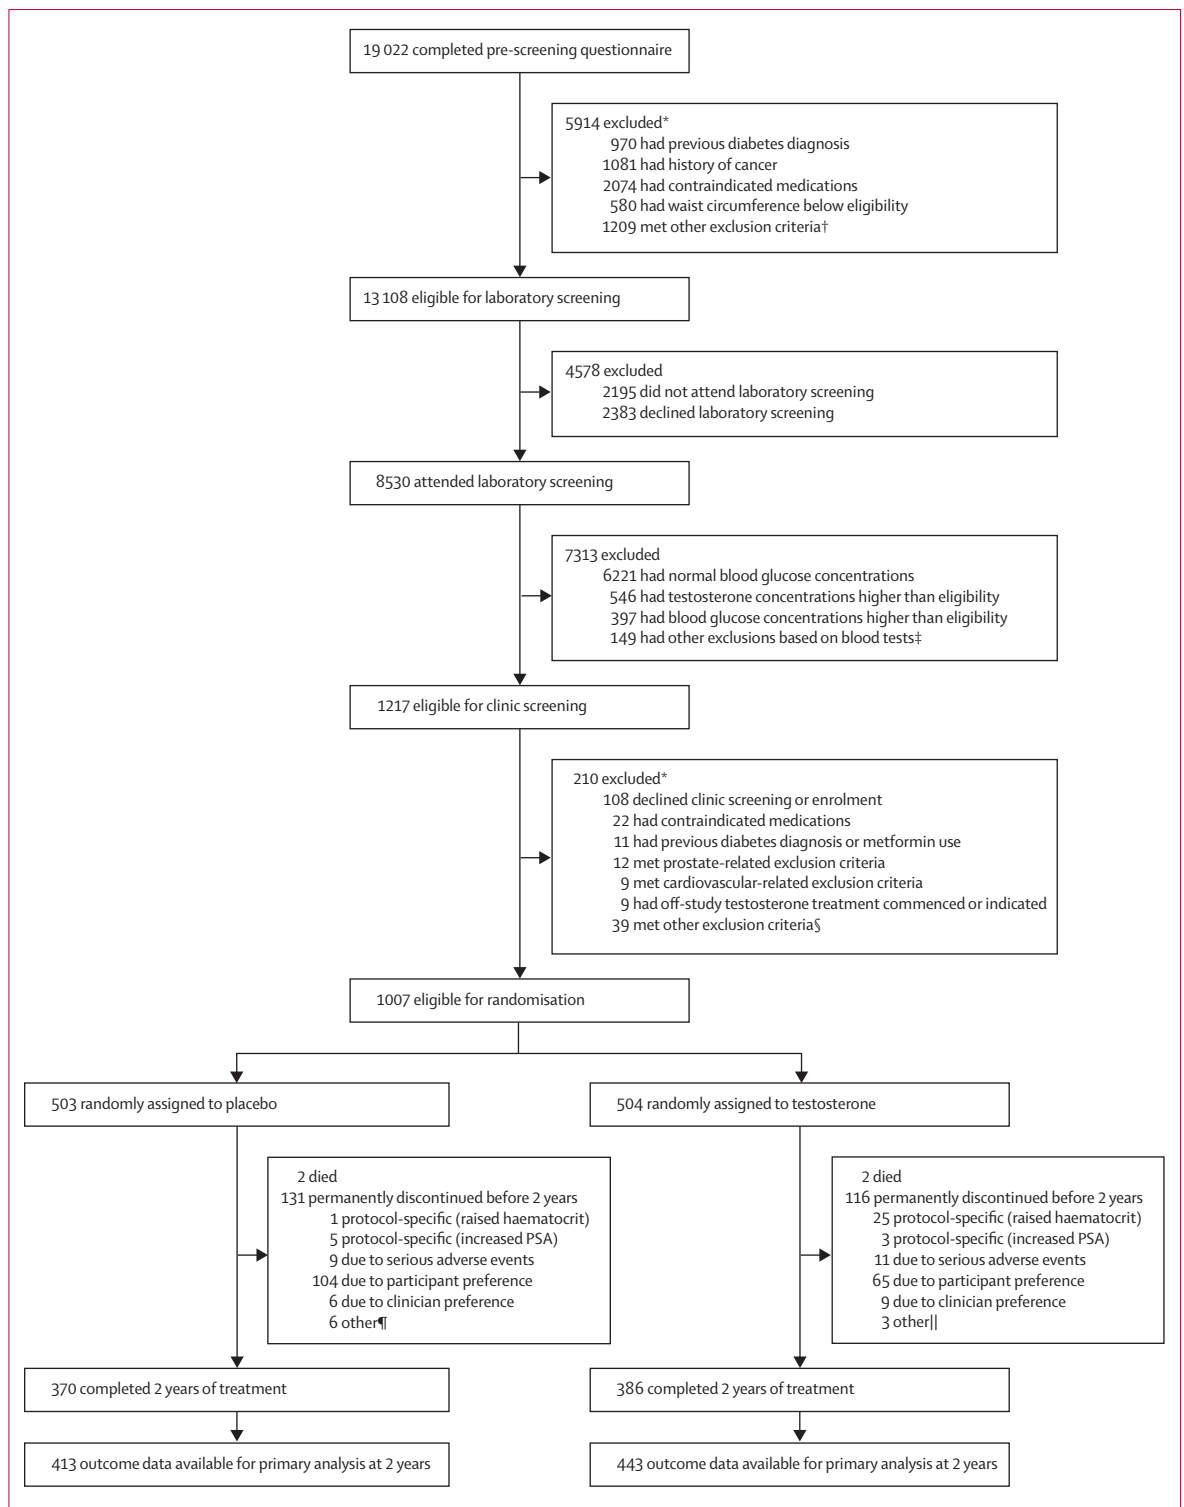 19 022 completed pre-screening questionnaire
5914 excluded*
970 had previous diabetes diagnosis
1081 had history of cancer
2074 had contraindicated medications
580 had waist circumference below eligibility
1209 met other exclusion criteria†
13 108 eligible for laboratory screening
4578 excluded
2195 did not attend laboratory screening
2383 declined laboratory screening
8530 attended laboratory screening
7313 excluded
6221 had normal blood glucose concentrations
546 had testosterone concentrations higher than eligibility
397 had blood glucose concentrations higher than eligibility
149 had other exclusions based on blood tests‡
1217 eligible for clinic screening
210 excluded*
108 declined clinic screening or enrolment
22 had contraindicated medications
11 had previous diabetes diagnosis or metformin use
12 met prostate-related exclusion criteria
9 met cardiovascular-related exclusion criteria
9 had off-study testosterone treatment commenced or indicated
39 met other exclusion criteria§
1007 eligible for randomisation
503 randomly assigned to placebo
2 died
131 permanently discontinued before 2 years
1 protocol-specific (raised haematocrit)
5 protocol-specific (increased PSA)
9 due to serious adverse events
104 due to participant preference
6 due to clinician preference
6 other¶
370 completed 2 years of treatment
413 outcome data available for primary analysis at 2 years
504 randomly assigned to testosterone
2 died
116 permanently discontinued before 2 years
25 protocol-specific (raised haematocrit)
3 protocol-specific (increased PSA)
11 due to serious adverse events
65 due to participant preference
9 due to clinician preference
3 other||
386 completed 2 years of treatment
443 outcome data available for primary analysis at 2 years